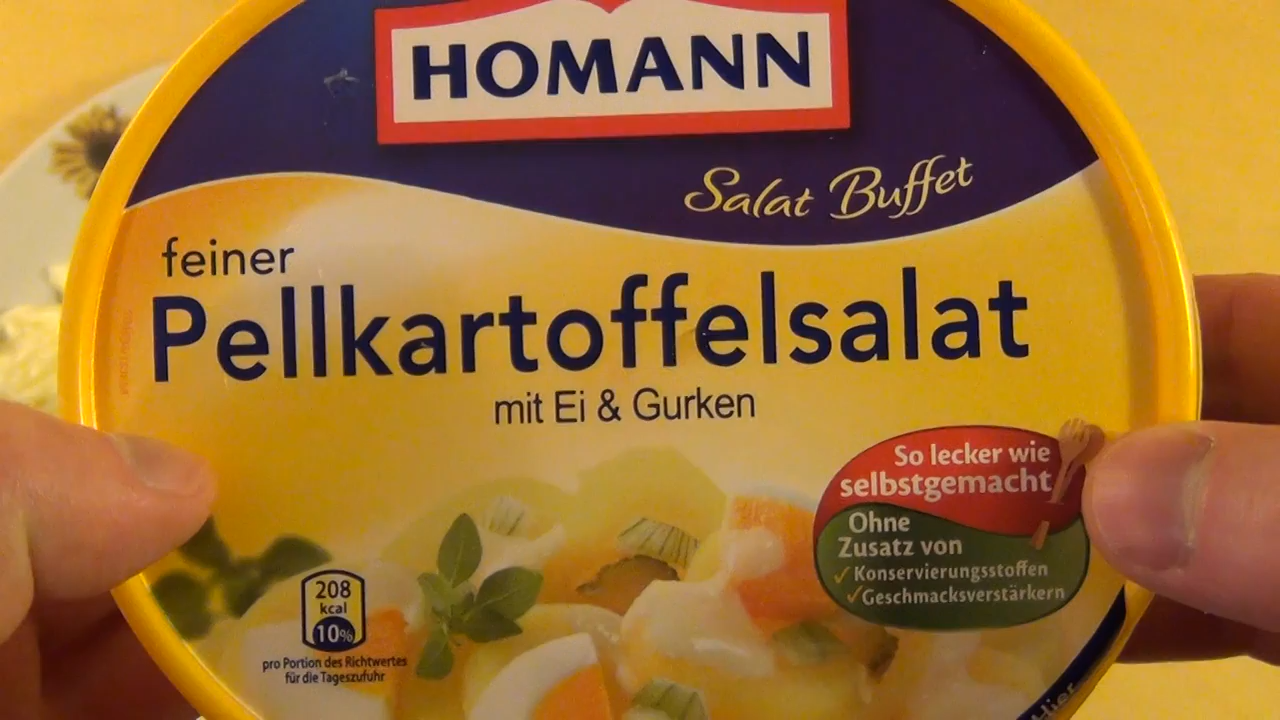 HOMANN
Salat Buffet
feiner
Pellkartoffelsalat
mit Ei & Gurken
So lecker wie
selbstgemacht
Ohne
Zusatz von
✓Konservierungsstoffen
✓Geschmacksverstärkern
208
kcal
10%
pro Portion des Richtwertes
für die Tageszufuhr